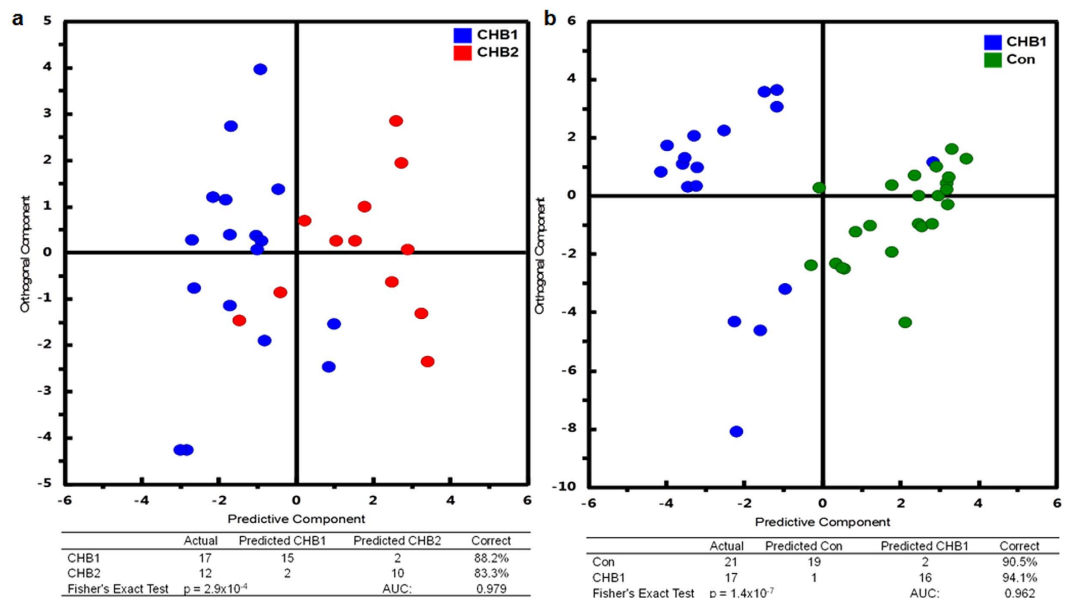 a
5
4
3
2
1
0
-1
-2
-3
-4
-5
Orthogonal Component
CHB1
CHB2
-6 -4 -2 0 2 4 6
Predictive Component
Actual Predicted CHB1 Predicted CHB2 Correct
CHB1 17 15 2 88.2%
CHB2 12 2 10 83.3%
Fisher's Exact Test p = 2.9x10-4 AUC: 0.979
b
6
4
2
0
-2
-4
-6
-8
-10
Orthogonal Component
CHB1
Con
-6 -4 -2 0 2 4 6
Predictive Component
Actual Predicted Con Predicted CHB1 Correct
Con 21 19 2 90.5%
CHB1 17 1 16 94.1%
Fisher's Exact Test p = 1.4x10-7 AUC: 0.962